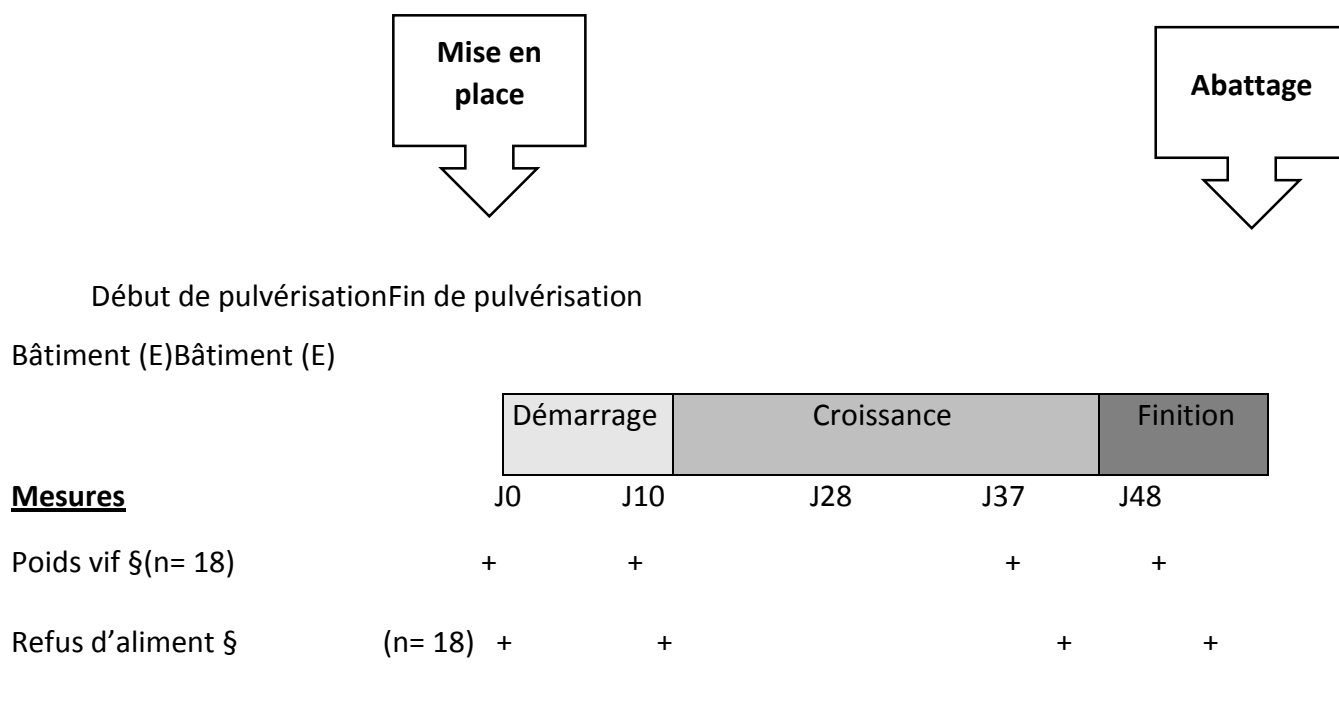 Mise en
place
Abattage
Début de pulvérisationFin de pulvérisation
Bâtiment (E)Bâtiment (E)
Démarrage Croissance Finition
Mesures J0 J10 J28 J37 J48
Poids vif §(n= 18) + + + +
Refus d'aliment § (n= 18) + + + +